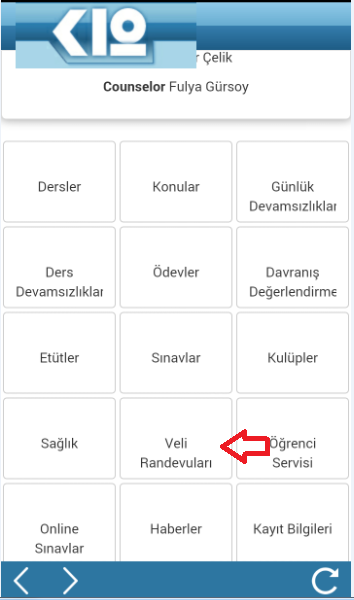 K10
r Çelik
Counselor Fulya Gürsoy
Dersler
Konular
Günlük
Devamsızlıklar
Ders
Devamsızlıklar
Ödevler
Davranış
Değerlendirme
Etütler
Sınavlar
Kulüpler
Sağlık
Veli
Randevuları
Öğrenci
Servisi
Online
Sınavlar
Haberler
Kayıt Bilgileri